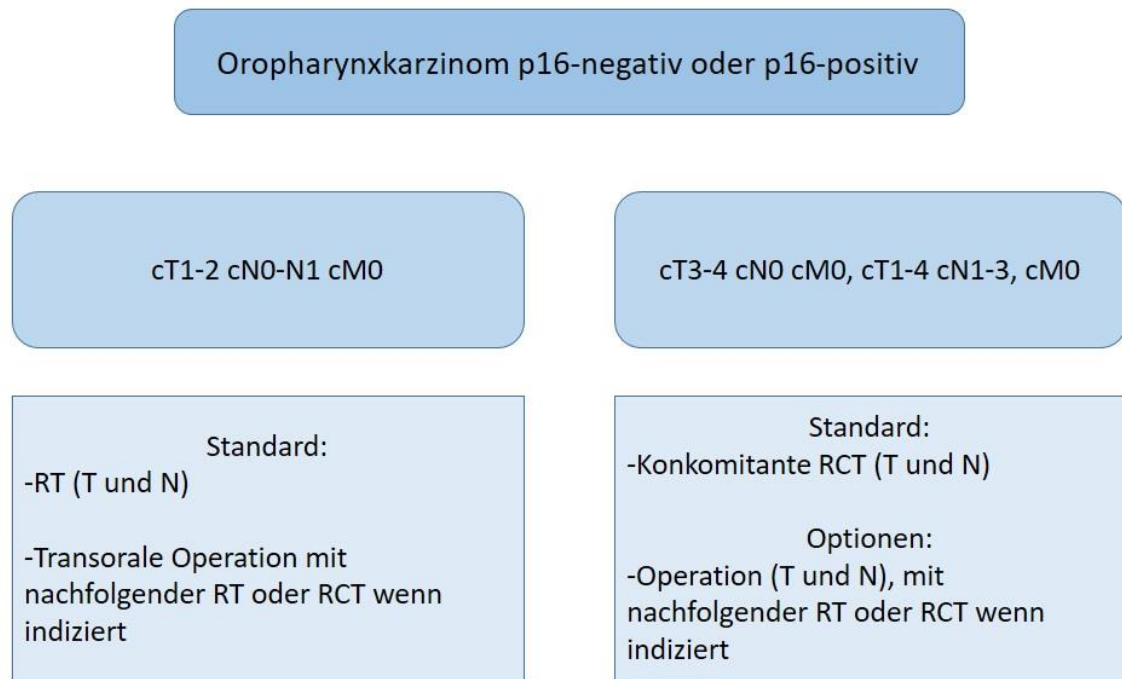 Oropharynxkarzinom p16-negativ oder p16-positiv
cT1-2 cN0-N1 cM0
cT3-4 cN0 cM0, cT1-4 cN1-3, cM0
Standard:
-RT (T und N)
-Transorale Operation mit
nachfolgender RT oder RCT wenn
indiziert
Standard:
-Konkomitante RCT (T und N)
Optionen:
-Operation (T und N), mit
nachfolgender RT oder RCT wenn
indiziert